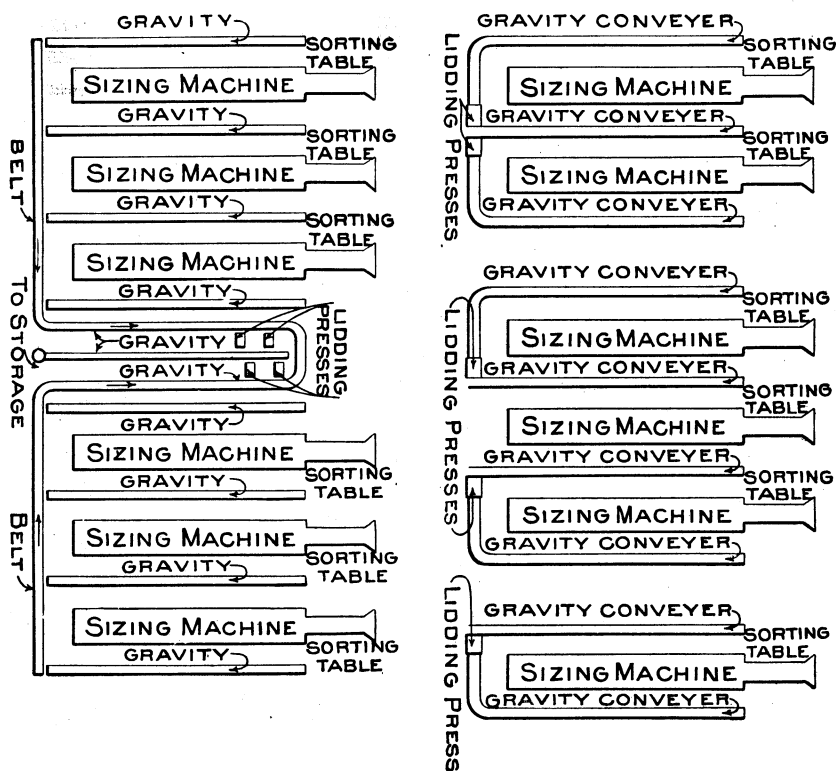 GRAVITY
SORTING
TABLE
SIZING MACHINE
GRAVITY
SORTING
TABLE
SIZING MACHINE
GRAVITY
SORTING
TABLE
SIZING MACHINE
GRAVITY
BELT
TO STORAGE
GRAVITY
GRAVITY
LIDDING
PRESSES
GRAVITY
SIZING MACHINE
SORTING
TABLE
GRAVITY
SIZING MACHINE
SORTING
TABLE
GRAVITY
SIZING MACHINE
SORTING
TABLE
GRAVITY
BELT
GRAVITY CONVEYER
SORTING
TABLE
SIZING MACHINE
GRAVITY CONVEYER
SORTING
TABLE
SIZING MACHINE
GRAVITY CONVEYER
LIDDING PRESSES
GRAVITY CONVEYER
SORTING
TABLE
SIZING MACHINE
GRAVITY CONVEYER
SORTING
TABLE
SIZING MACHINE
GRAVITY CONVEYER
SORTING
TABLE
SIZING MACHINE
GRAVITY CONVEYER
LIDDING PRESSES
GRAVITY CONVEYER
SORTING
TABLE
SIZING MACHINE
GRAVITY CONVEYER
LIDDING PRESS